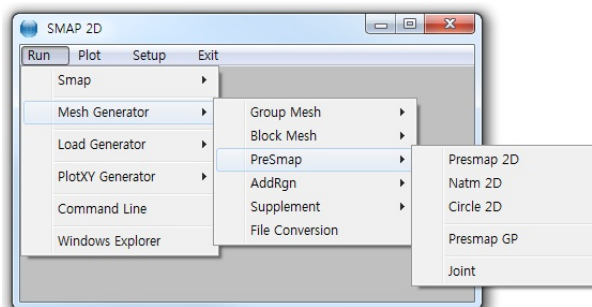 SMAP 2D
Run Plot Setup Exit
Smap
Mesh Generator
Load Generator
PlotXY Generator
Command Line
Windows Explorer
Group Mesh
Block Mesh
PreSmap
AddRgn
Supplement
File Conversion
Presmap 2D
Natm 2D
Circle 2D
Presmap GP
Joint